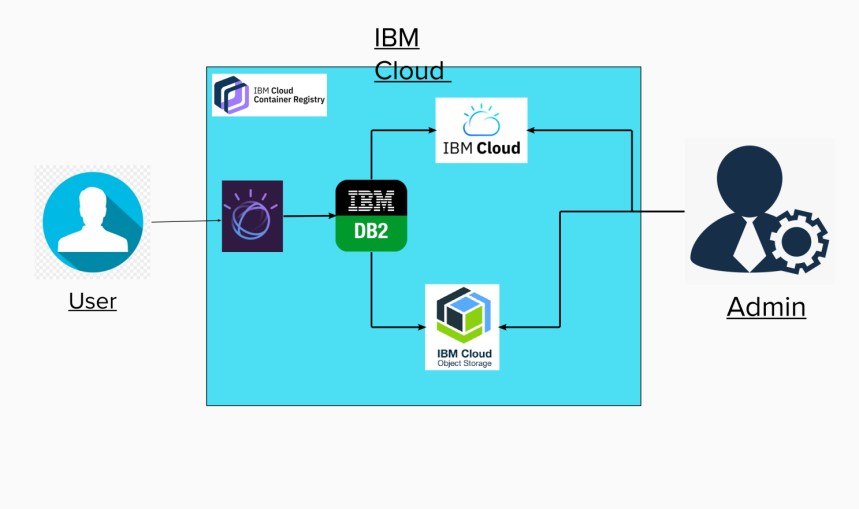 IBM
Cloud
IBM Cloud
Container Registry
IBM Cloud
IBM
DB2
User
IBM Cloud
Object Storage
Admin